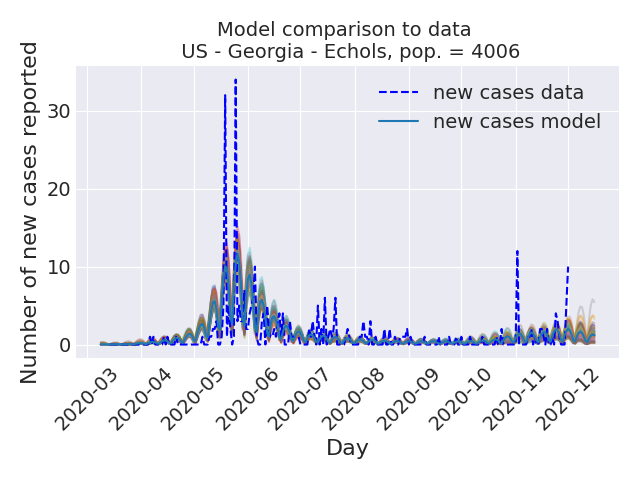 Model comparison to data
US - Georgia - Echols, pop. = 4006
Number of new cases reported
30
20
10
0
new cases data
new cases model
2020-03
2020-04
2020-05
2020-06
2020-07
2020-08
2020-09
2020-10
2020-11
2020-12
Day